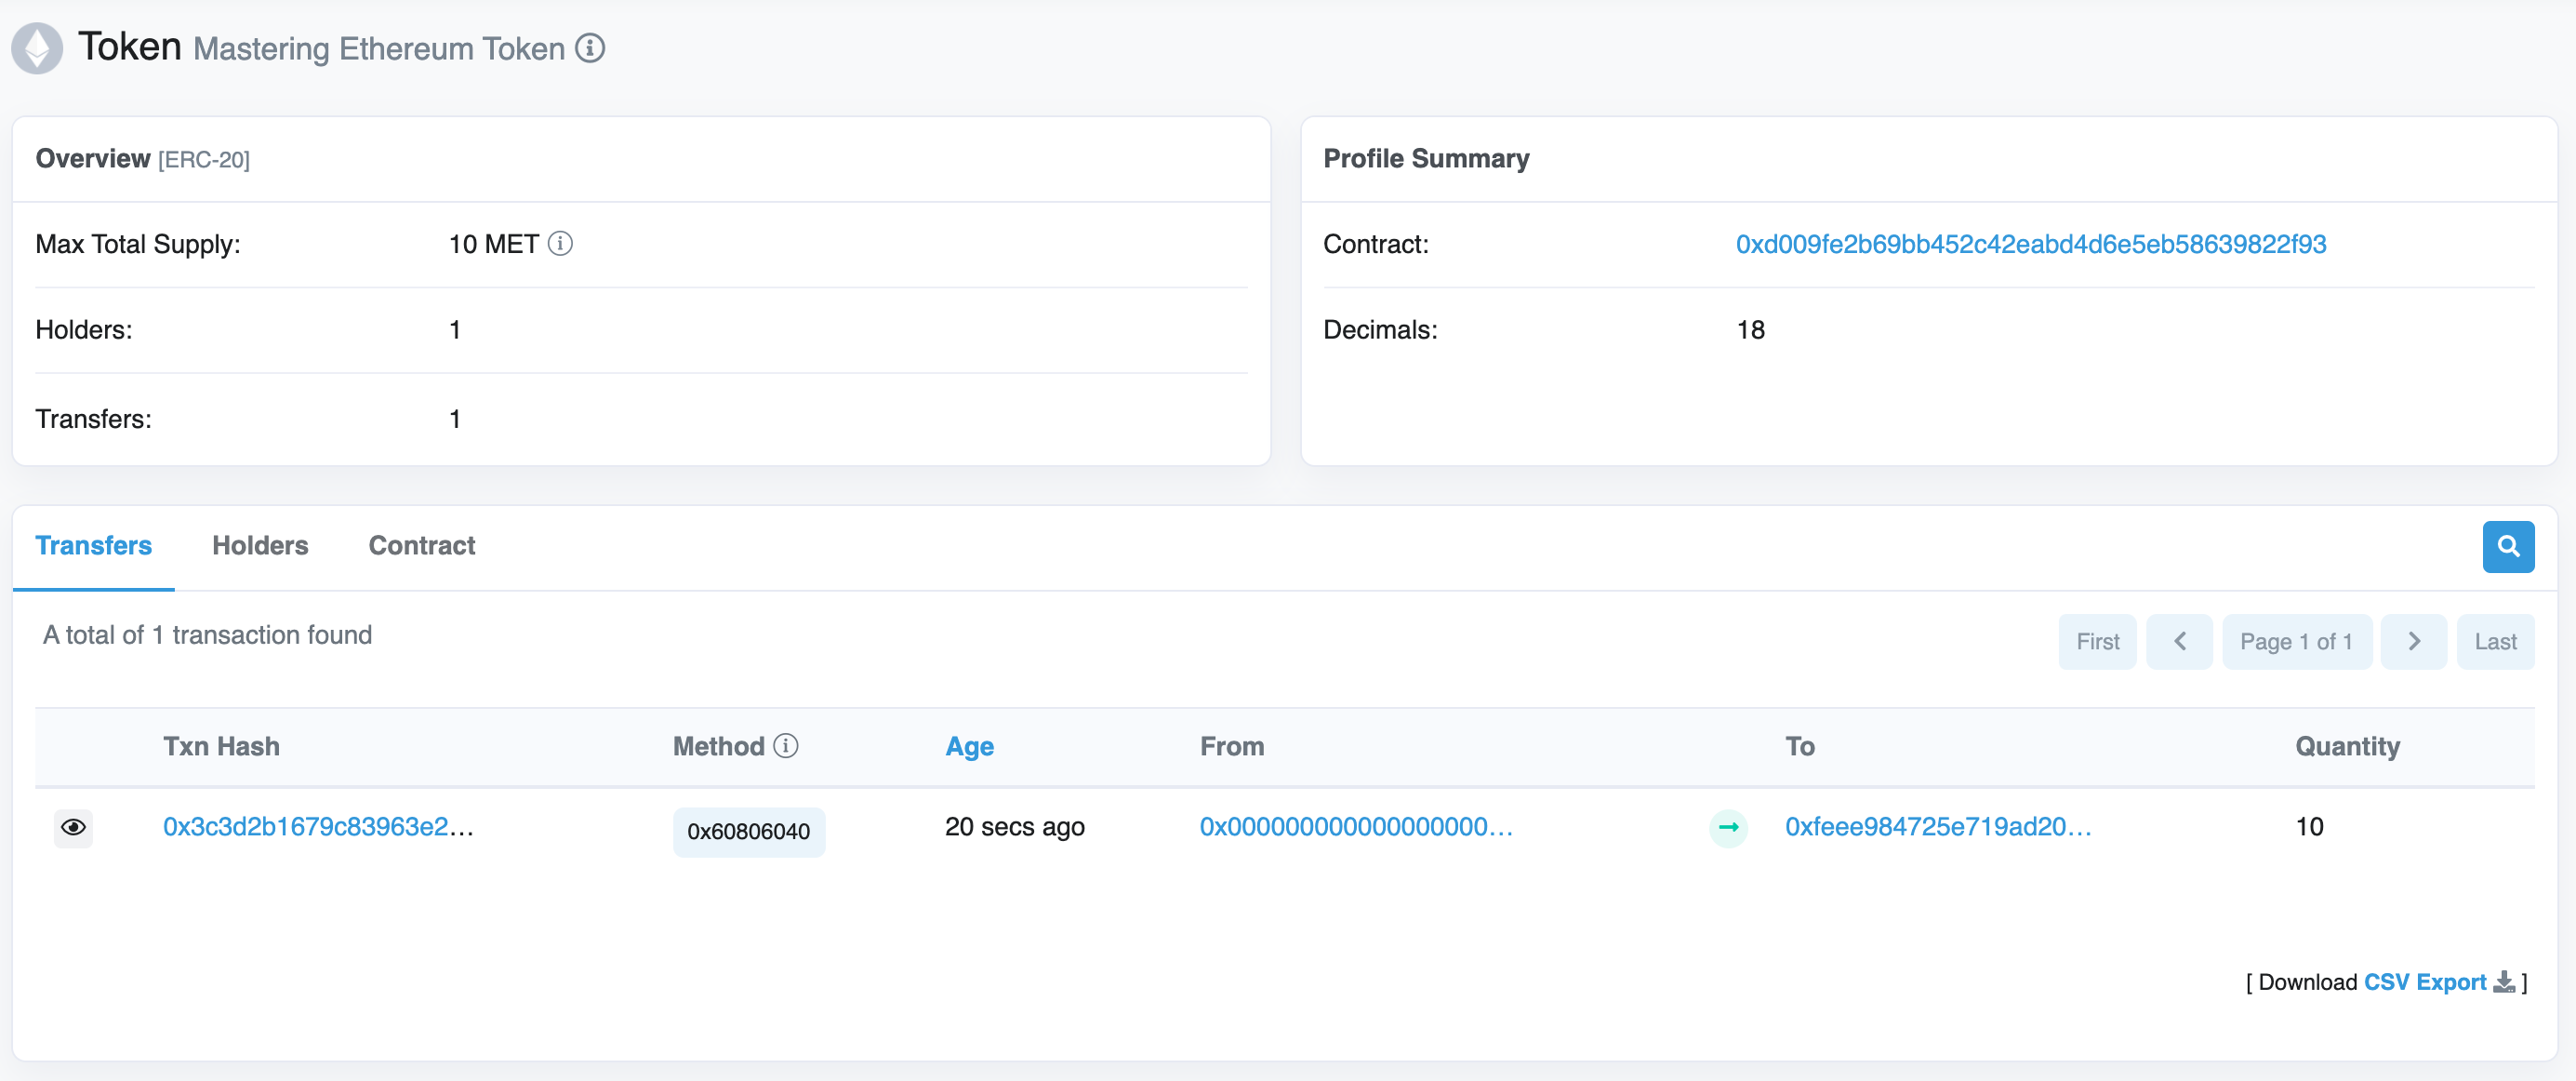 Token Mastering Ethereum Token
Overview [ERC-20]
Max Total Supply: 10 MET
Holders: 1
Transfers: 1
Profile Summary
Contract: 0xd009fe2b69bb452c42eabd4d6e5eb58639822f93
Decimals: 18
Transfers Holders Contract
A total of 1 transaction found
First Page 1 of 1 Last
Txn Hash Method Age From To Quantity
0x3c3d2b1679c83963e2... 0x60806040 20 secs ago 0x000000000000000000... 0xfeee984725e719ad20... 10
[ Download CSV Export ]